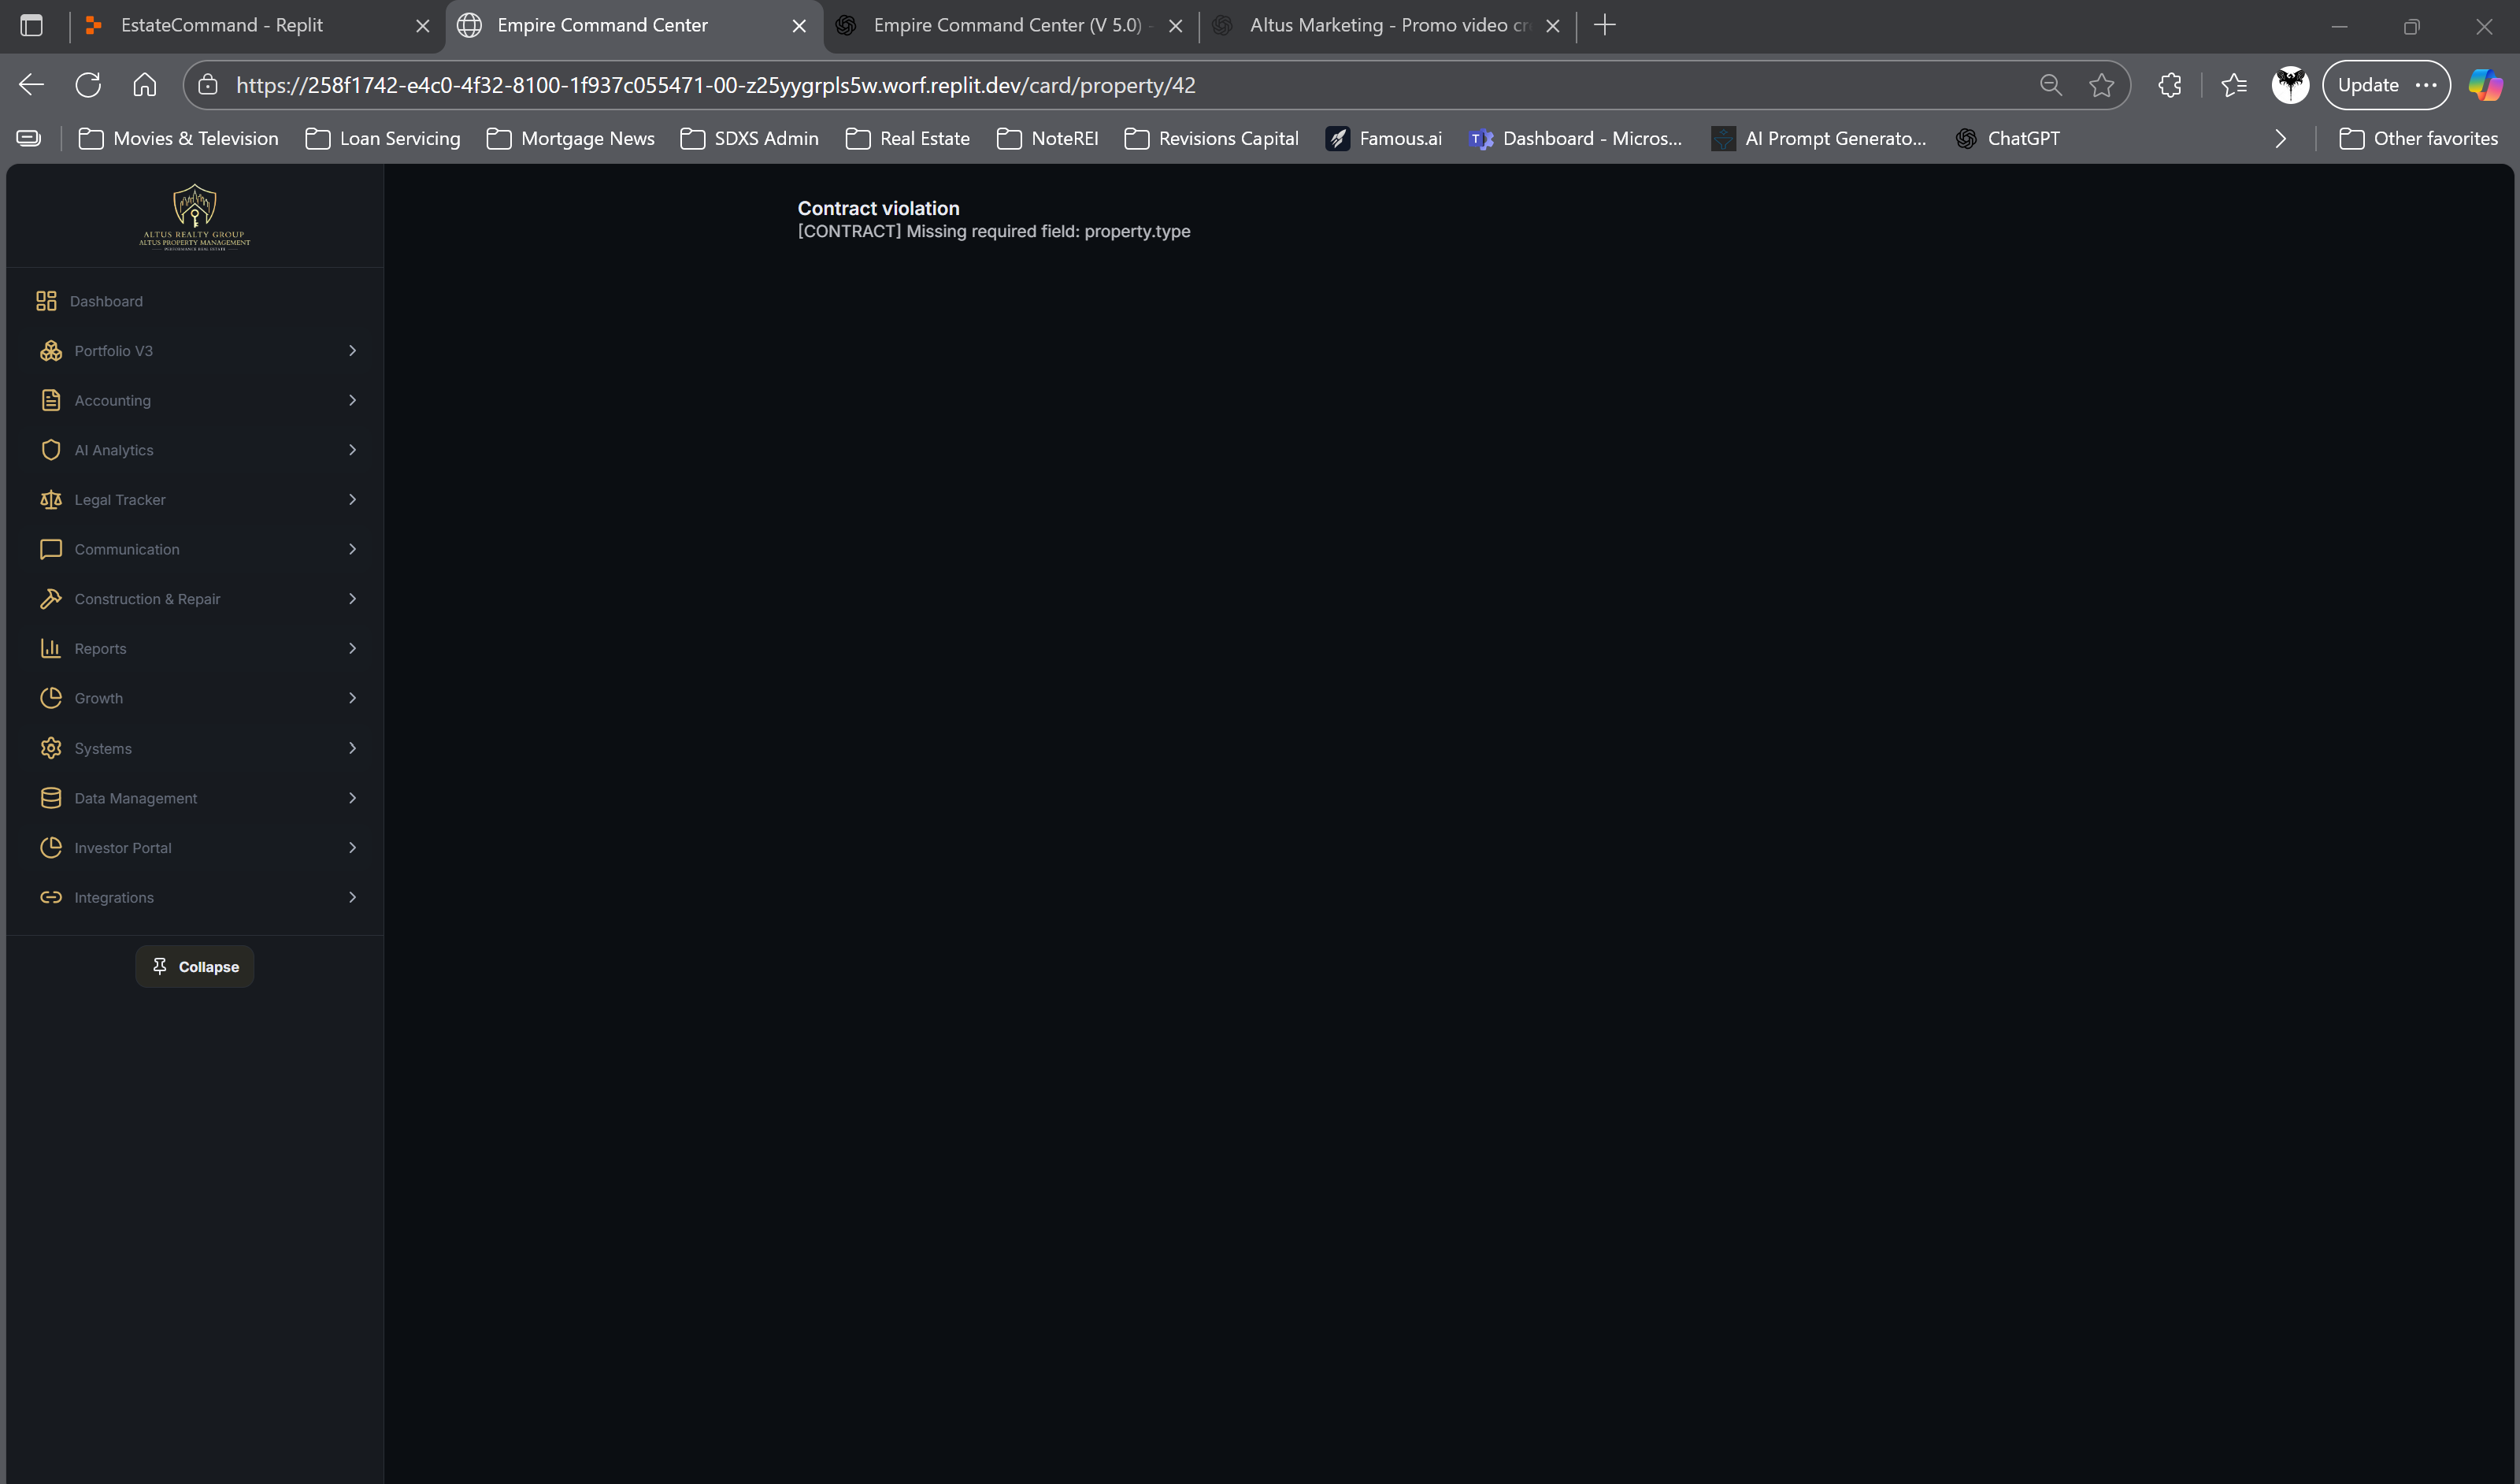 EstateCommand - Replit
Empire Command Center
Empire Command Center (V 5.0) -
Altus Marketing - Promo video cr
https://258f1742-e4c0-4f32-8100-1f937c055471-00-z25yygrpls5w.worf.replit.dev/card/property/42
Update
Movies & Television
Loan Servicing
Mortgage News
SDXS Admin
Real Estate
NoteREI
Revisions Capital
Famous.ai
Dashboard - Micros...
AI Prompt Generato...
ChatGPT
Other favorites
ALTUS REALTY GROUP
ALTUS PROPERTY MANAGEMENT
PERFORMANCE REAL ESTATE
Dashboard
Portfolio V3
Accounting
AI Analytics
Legal Tracker
Communication
Construction & Repair
Reports
Growth
Systems
Data Management
Investor Portal
Integrations
Collapse
Contract violation
[CONTRACT] Missing required field: property.type